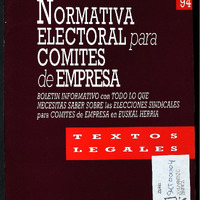 94
NORMATIVA
ELECTORAL para
COMITES
de EMPRESA
BOLETIN INFORMATIVO con TODO LO QUE
NECESITAS SABER SOBRE las ELECCIONES SINDICALES
para COMITES de EMPRESA en EUSKAL HERRIA
TEXTOS
LEGALES